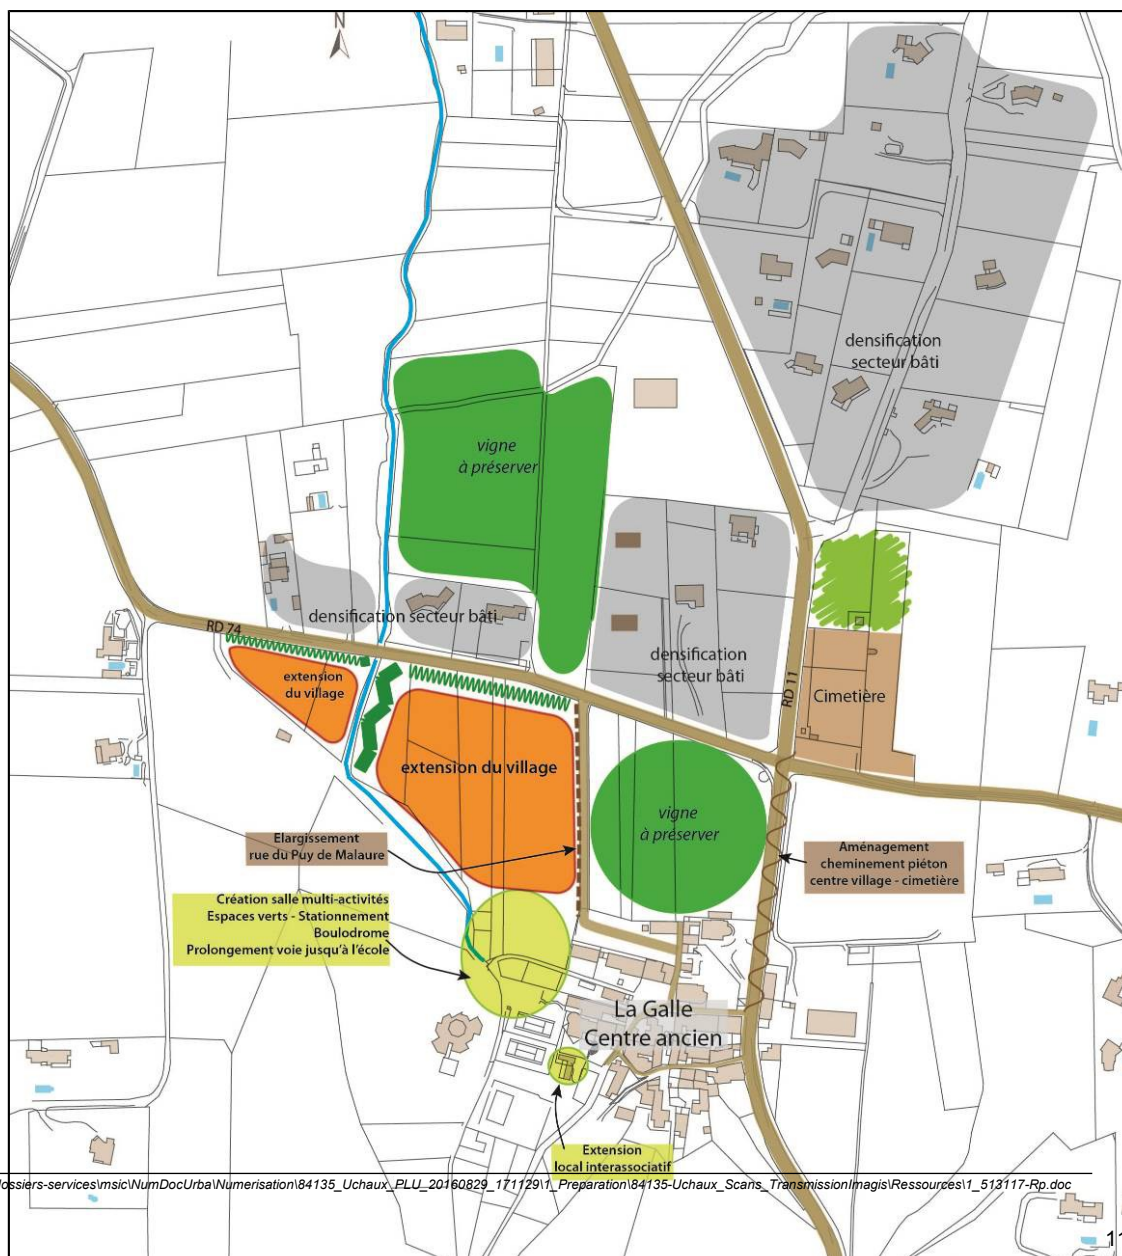 N
densification
secteur bâti
vigne
à préserver
densification secteur bâti
RD 74
densification
secteur bâti
extension
du village
RD 11
Cimetière
extension du village
vigne
à préserver
Elargissement
rue du Puy de Malaure
Aménagement
cheminement piéton
centre village - cimetière
Création salle multi-activités
Espaces verts - Stationnement
Boulodrome
Prolongement voie jusqu'à l'école
La Galle
Centre ancien
Extension
local interassociatif
ossiers-services\msic\NumDocUrba\Numerisation\84135_Uchaux_PLU_20160829_171129\1_Preparation\84135-Uchaux_Scans_TransmissionImagis\Ressources\1_513117-Rp.doc